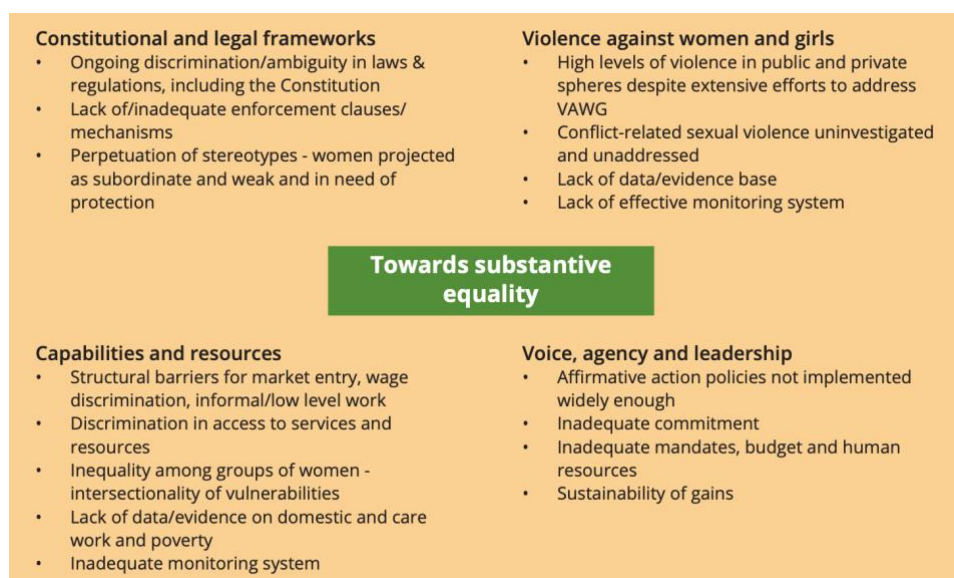 Constitutional and legal frameworks
• Ongoing discrimination/ambiguity in laws &
regulations, including the Constitution
• Lack of/inadequate enforcement clauses/
mechanisms
• Perpetuation of stereotypes - women projected
as subordinate and weak and in need of
protection
Violence against women and girls
• High levels of violence in public and private
spheres despite extensive efforts to address
VAWG
• Conflict-related sexual violence uninvestigated
and unaddressed
• Lack of data/evidence base
• Lack of effective monitoring system
Towards substantive
equality
Capabilities and resources
• Structural barriers for market entry, wage
discrimination, informal/low level work
• Discrimination in access to services and
resources
• Inequality among groups of women -
intersectionality of vulnerabilities
• Lack of data/evidence on domestic and care
work and poverty
• Inadequate monitoring system
Voice, agency and leadership
• Affirmative action policies not implemented
widely enough
• Inadequate commitment
• Inadequate mandates, budget and human
resources
• Sustainability of gains